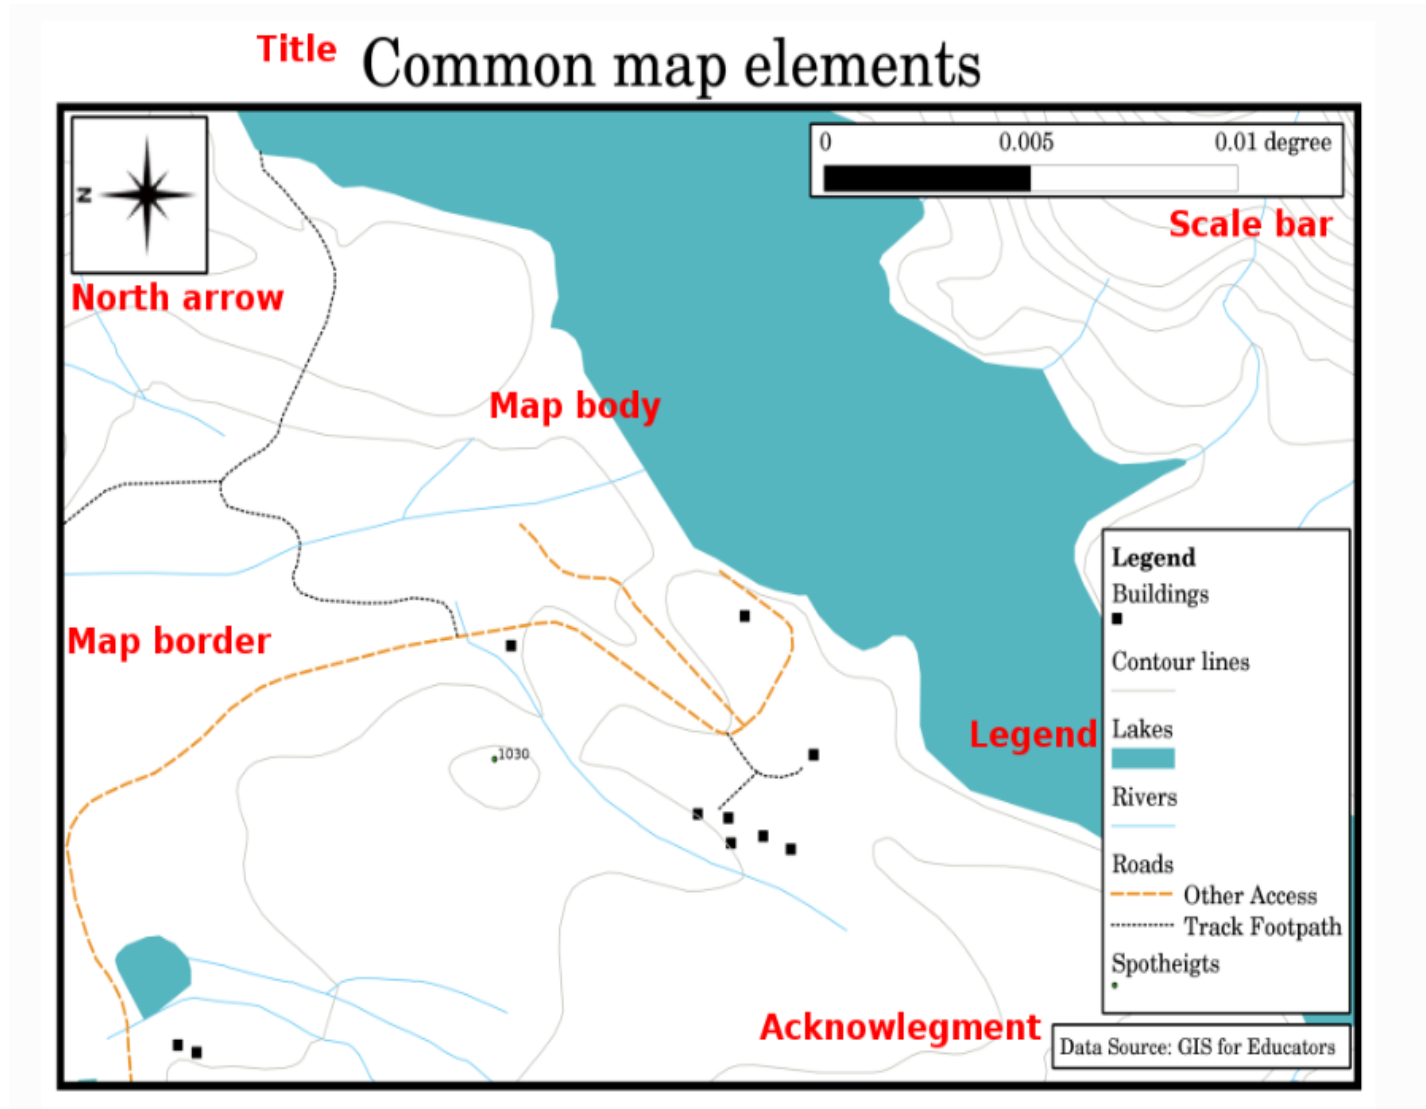 Title Common map elements
0 0.005 0.01 degree
N
Scale bar
North arrow
Map body
Map border
1030
Legend
Legend
Buildings
Contour lines
Lakes
Rivers
Roads
Other Access
Track Footpath
Spotheigts
Acknowlegment
Data Source: GIS for Educators